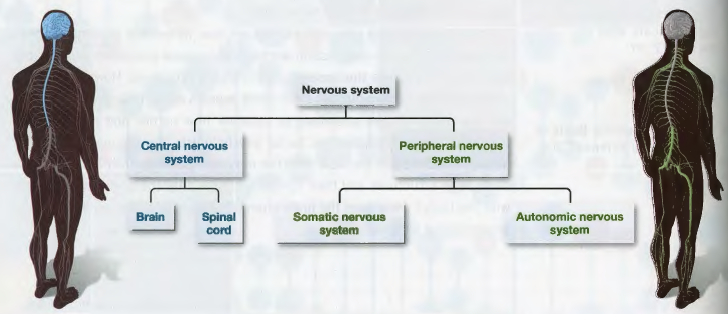 Nervous system
Central nervous
system
Peripheral nervous
system
Brain
Spinal
cord
Somatic nervous
system
Autonomic nervous
system